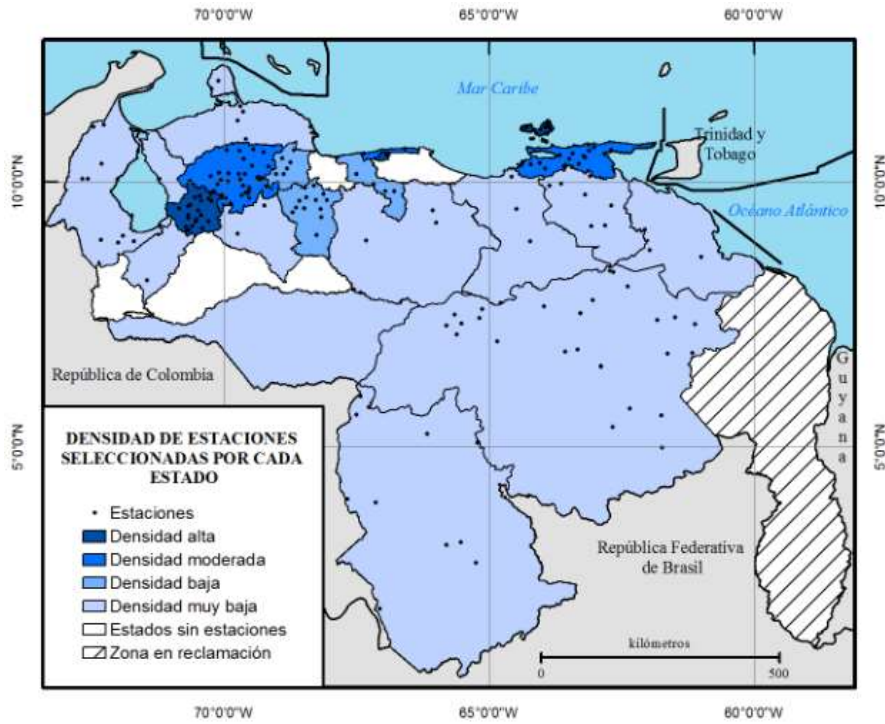 70°0'0"W 65°0'0"W 60°0'0"W
Mar Caribe
Trinidad y
Tobago
10°0'0"N 10°0'0"N
Océano Atlántico
República de Colombia
Guyana
5°0'0"N 5°0'0"N
DENSIDAD DE ESTACIONES
SELECCIONADAS POR CADA
ESTADO
Estaciones
Densidad alta
Densidad moderada
Densidad baja
Densidad muy baja
Estados sin estaciones
Zona en reclamación
República Federativa
de Brasil
kilómetros
0 500
70°0'0"W 65°0'0"W 60°0'0"W